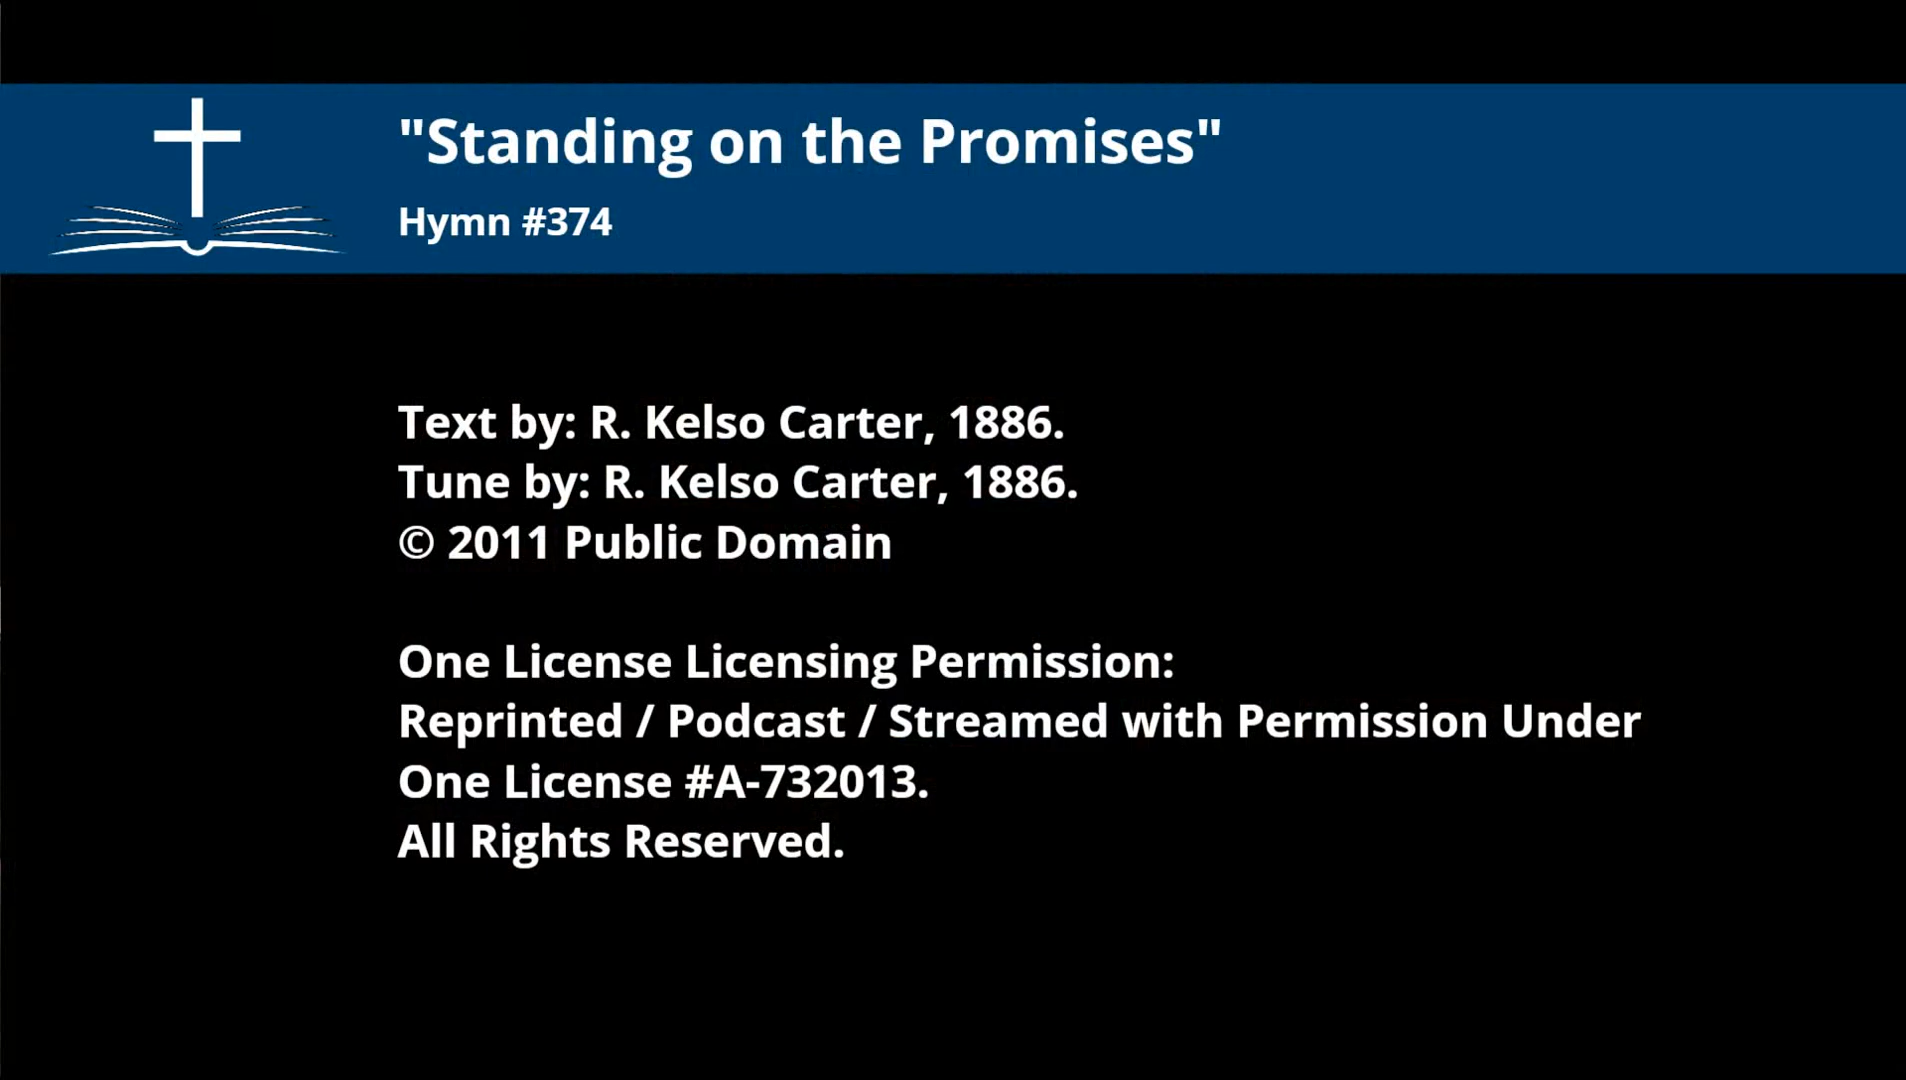 "Standing on the Promises"
Hymn #374
Text by: R. Kelso Carter, 1886.
Tune by: R. Kelso Carter, 1886.
© 2011 Public Domain
One License Licensing Permission:
Reprinted / Podcast / Streamed with Permission Under
One License #A-732013.
All Rights Reserved.